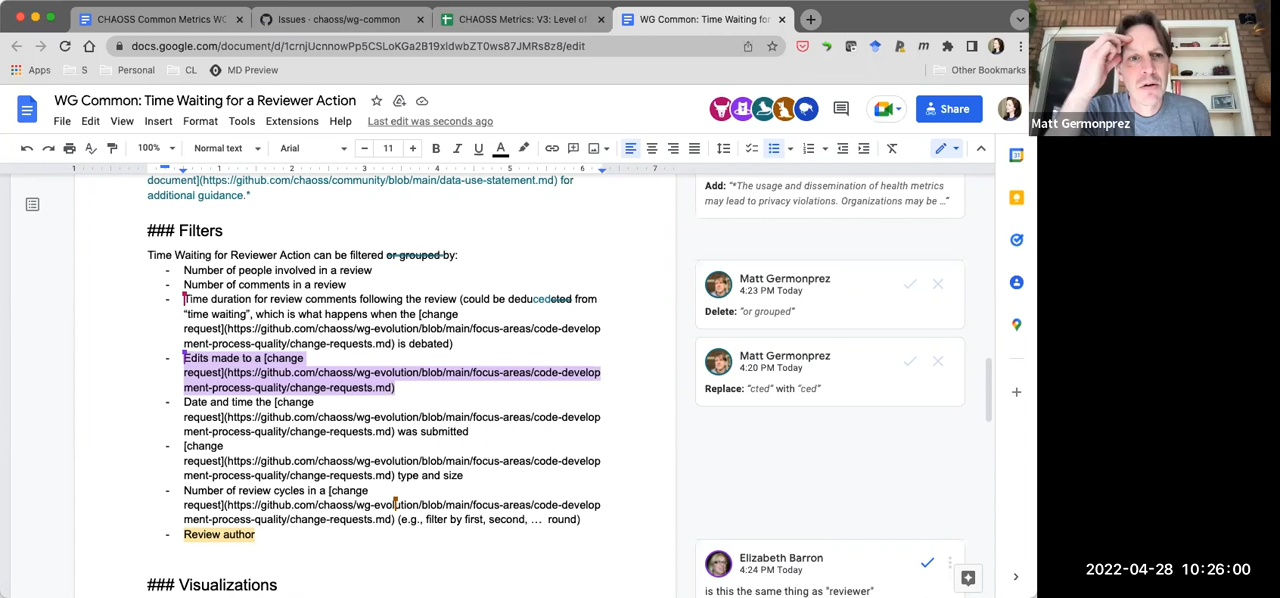 CHAOSS Common Metrics WG
Issues · chaoss/wg-common
CHAOSS Metrics: V3: Level of
WG Common: Time Waiting for
docs.google.com/document/d/1crnjUcnnowPp5CSLoKGa2B19xIdwbZT0ws87JMRs8z8/edit
Apps
S
Personal
CL
MD Preview
Other Bookmarks
WG Common: Time Waiting for a Reviewer Action
File Edit View Insert Format Tools Extensions Help Last edit was seconds ago
Share
100% Normal text Arial 11 B I U A
1 1 2 3 4 5 6 7
document](https://github.com/chaoss/community/blob/main/data-use-statement.md) for
additional guidance.*
### Filters
Time Waiting for Reviewer Action can be filtered or grouped by:
- Number of people involved in a review
- Number of comments in a review
- Time duration for review comments following the review (could be deducedcted from
“time waiting”, which is what happens when the [change
request](https://github.com/chaoss/wg-evolution/blob/main/focus-areas/code-develop
ment-process-quality/change-requests.md) is debated)
- Edits made to a [change
request](https://github.com/chaoss/wg-evolution/blob/main/focus-areas/code-develop
ment-process-quality/change-requests.md)
- Date and time the [change
request](https://github.com/chaoss/wg-evolution/blob/main/focus-areas/code-develop
ment-process-quality/change-requests.md) was submitted
- [change
request](https://github.com/chaoss/wg-evolution/blob/main/focus-areas/code-develop
ment-process-quality/change-requests.md) type and size
- Number of review cycles in a [change
request](https://github.com/chaoss/wg-evolution/blob/main/focus-areas/code-develop
ment-process-quality/change-requests.md) (e.g., filter by first, second, … round)
- Review author
### Visualizations
Add: “*The usage and dissemination of health metrics
may lead to privacy violations. Organizations may be ...”
Matt Germonprez
4:23 PM Today
Delete: “or grouped”
Matt Germonprez
4:20 PM Today
Replace: “cted” with “ced”
Elizabeth Barron
4:24 PM Today
is this the same thing as "reviewer"
Matt Germonprez
2022-04-28 10:26:00